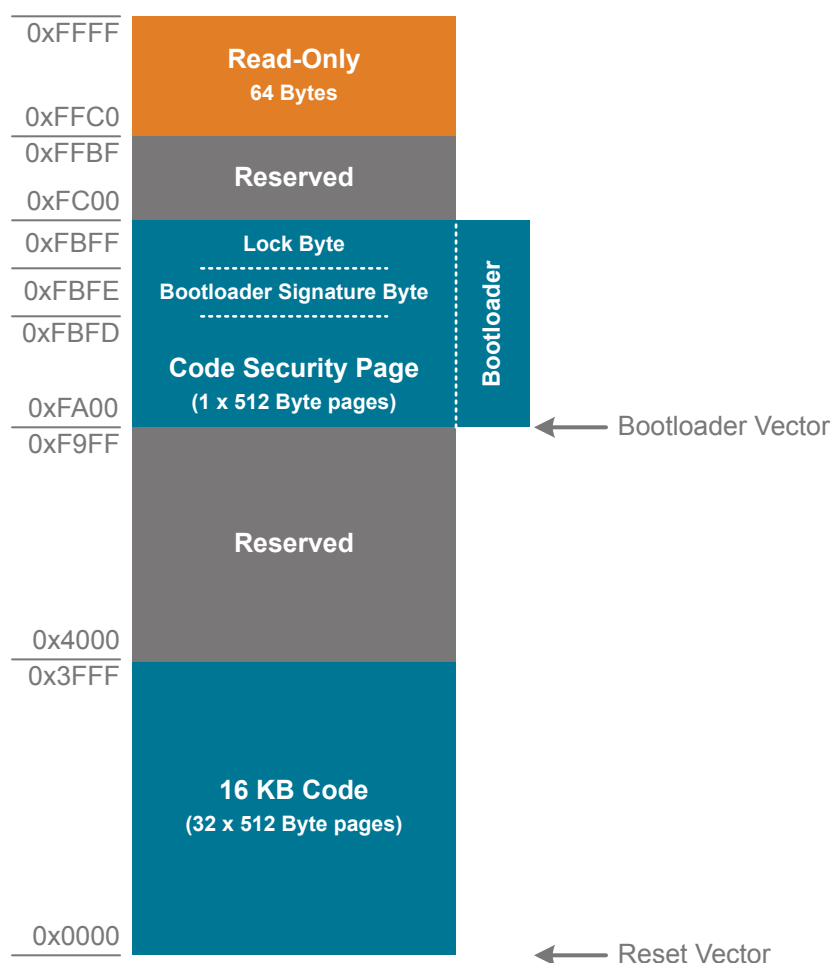 0xFFFF
Read-Only
64 Bytes
0xFFC0
0xFFBF
Reserved
0xFC00
0xFBFF
Lock Byte
0xFBFE
Bootloader Signature Byte
0xFBFD
Bootloader
Code Security Page
(1 x 512 Byte pages)
0xFA00
Bootloader Vector
0xF9FF
Reserved
0x4000
0x3FFF
16 KB Code
(32 x 512 Byte pages)
0x0000
Reset Vector